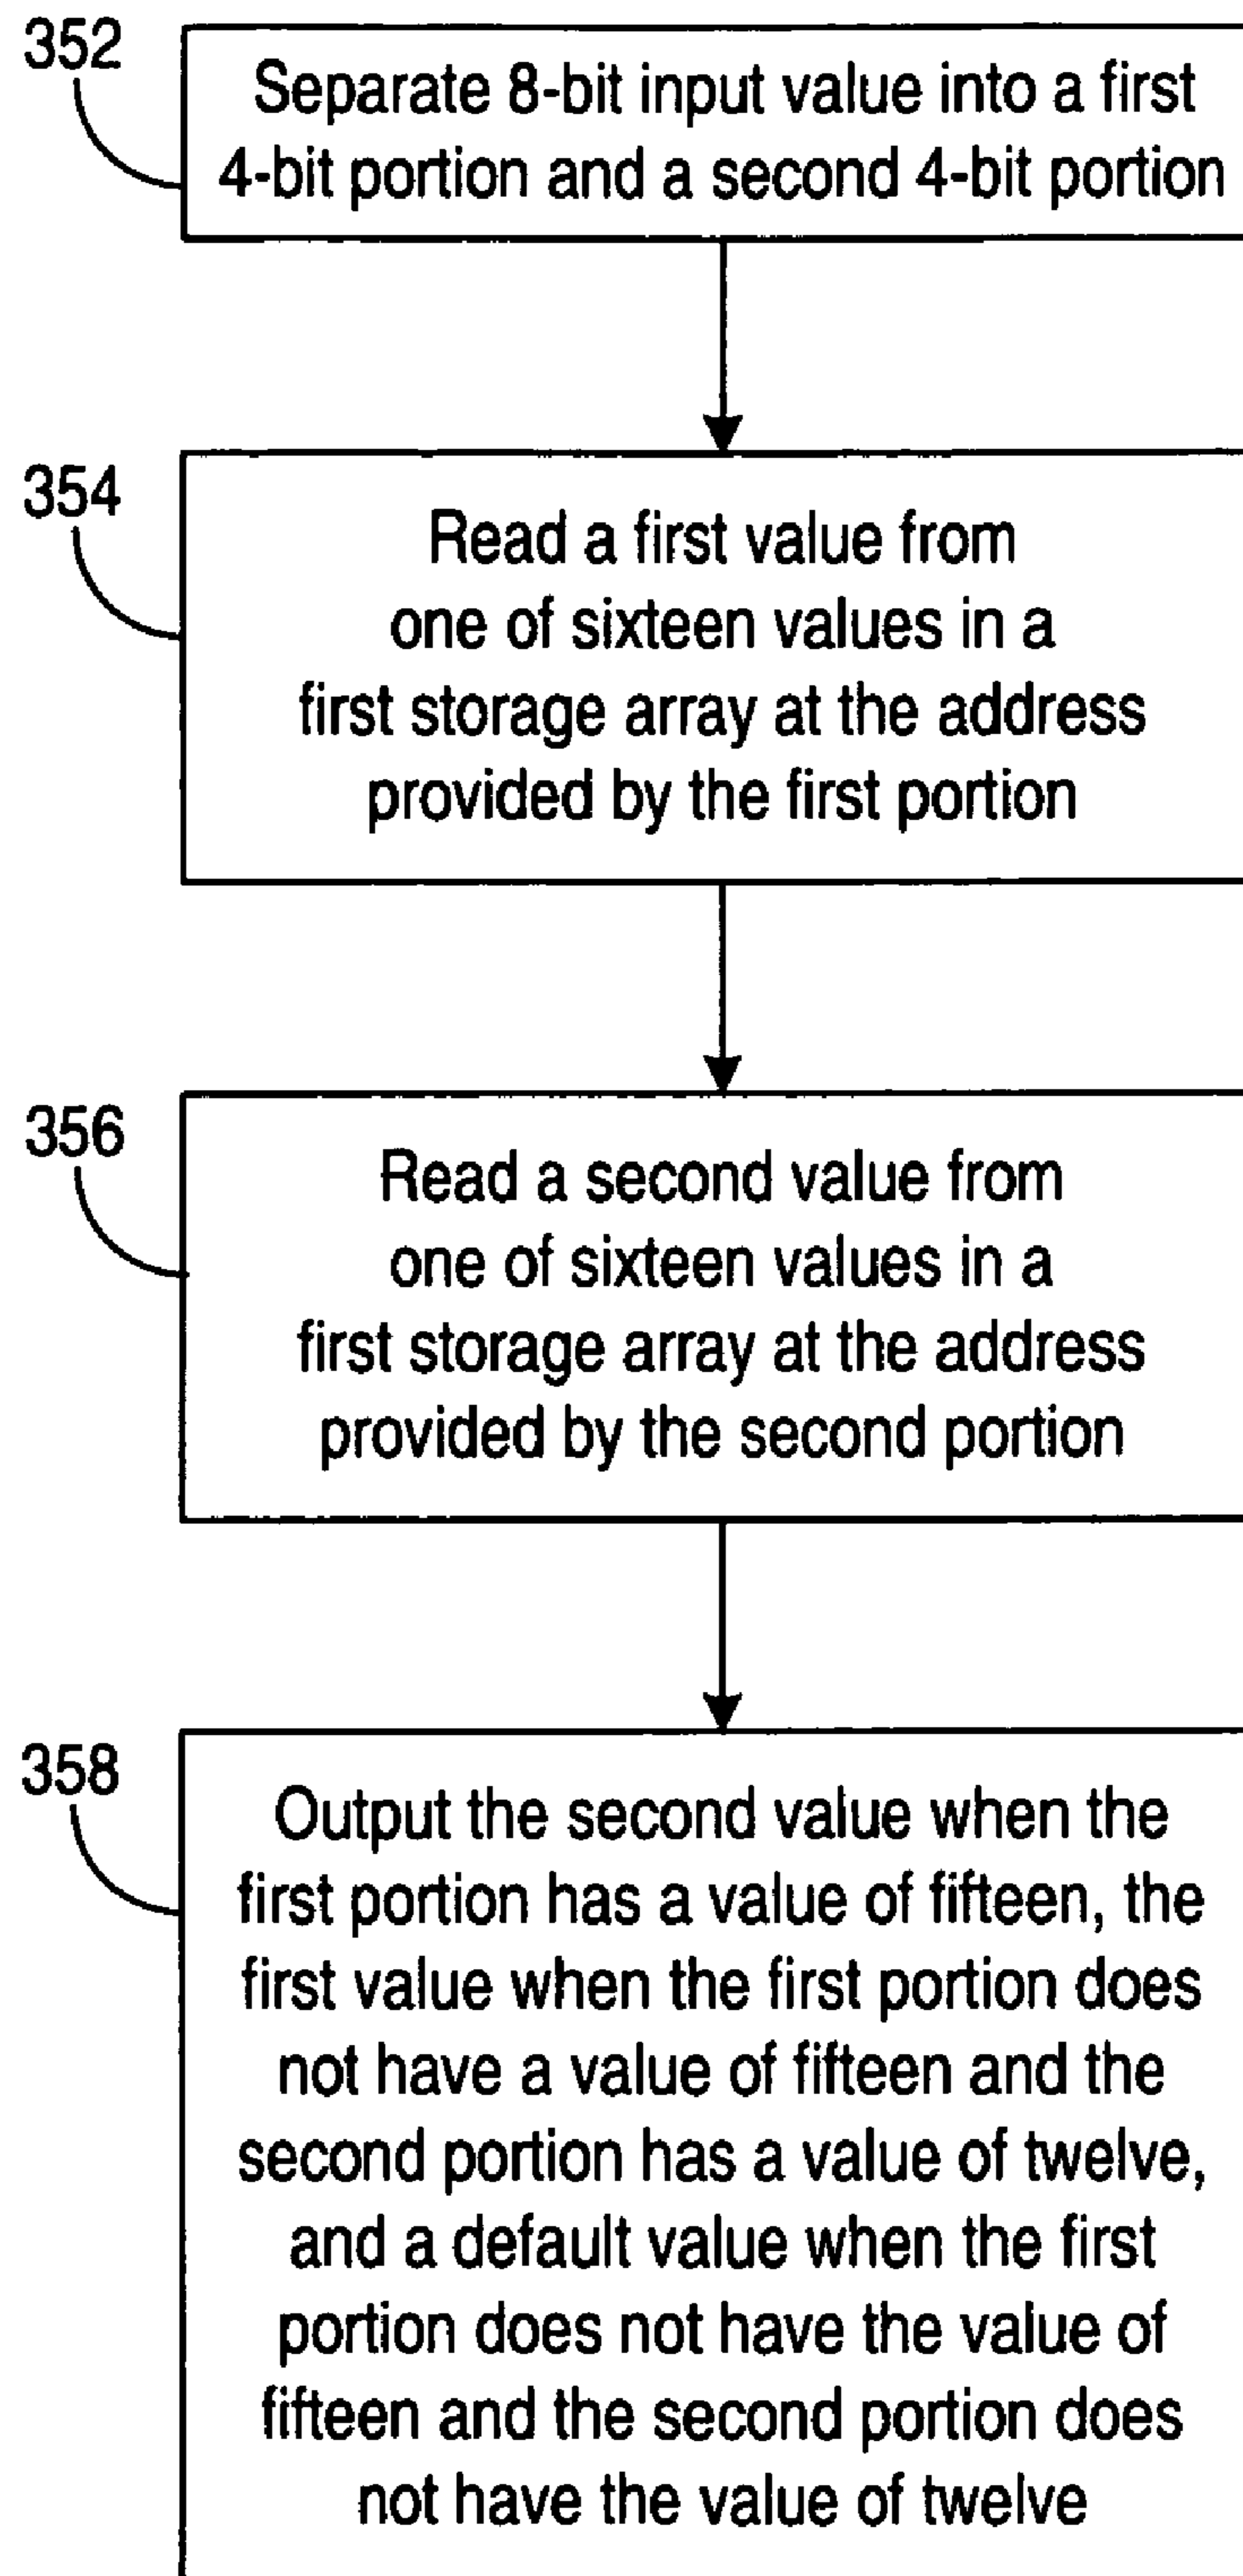 352
Separate 8-bit input value into a first
4-bit portion and a second 4-bit portion
354
Read a first value from
one of sixteen values in a
first storage array at the address
provided by the first portion
356
Read a second value from
one of sixteen values in a
first storage array at the address
provided by the second portion
358
Output the second value when the
first portion has a value of fifteen, the
first value when the first portion does
not have a value of fifteen and the
second portion has a value of twelve,
and a default value when the first
portion does not have the value of
fifteen and the second portion does
not have the value of twelve